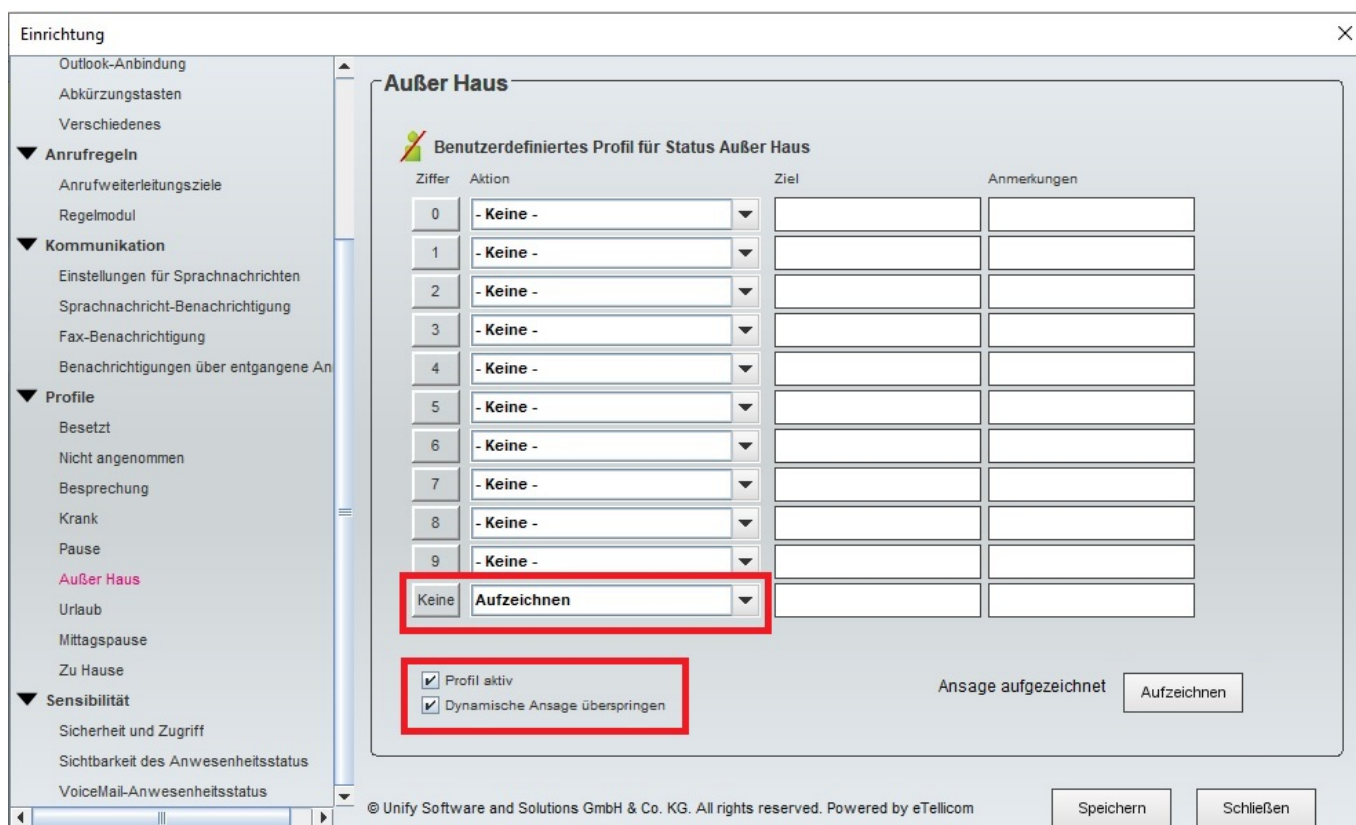 Einrichtung
Outlook-Anbindung
Abkürzungstasten
Verschiedenes
Anrufregeln
Anrufweiterleitungsziele
Regelmodul
Kommunikation
Einstellungen für Sprachnachrichten
Sprachnachricht-Benachrichtigung
Fax-Benachrichtigung
Benachrichtigungen über entgangene An
Profile
Besetzt
Nicht angenommen
Besprechung
Krank
Pause
Außer Haus
Urlaub
Mittagspause
Zu Hause
Sensibilität
Sicherheit und Zugriff
Sichtbarkeit des Anwesenheitsstatus
VoiceMail-Anwesenheitsstatus
Außer Haus
Benutzerdefiniertes Profil für Status Außer Haus
Ziffer Aktion Ziel Anmerkungen
0 - Keine -
1 - Keine -
2 - Keine -
3 - Keine -
4 - Keine -
5 - Keine -
6 - Keine -
7 - Keine -
8 - Keine -
9 - Keine -
Keine Aufzeichnen
Profil aktiv
Dynamische Ansage überspringen
Ansage aufgezeichnet Aufzeichnen
© Unify Software and Solutions GmbH & Co. KG. All rights reserved. Powered by eTellicom
Speichern Schließen